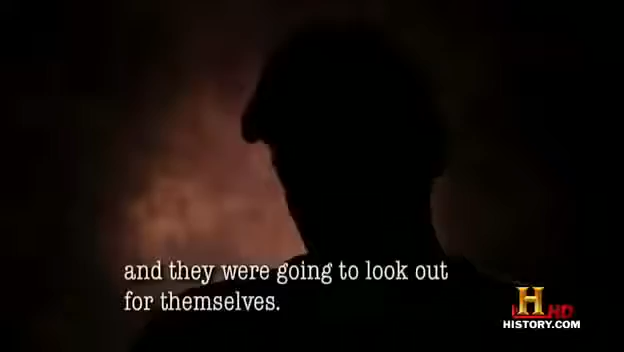 and they were going to look out
for themselves.
H HD
HISTORY.COM